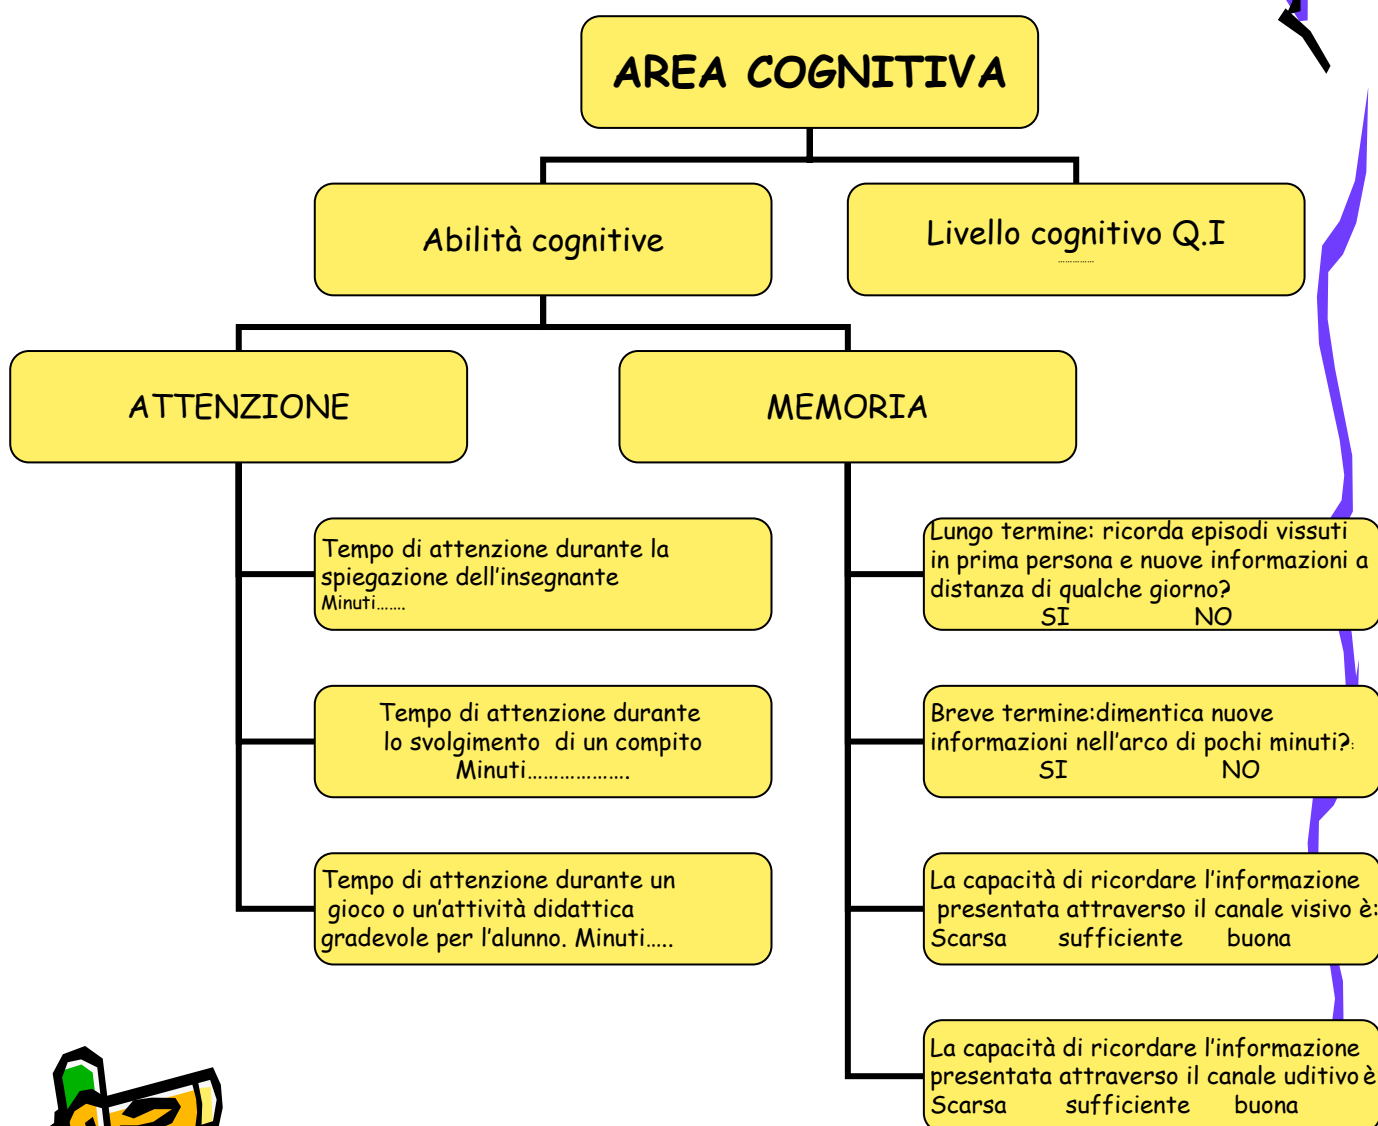 AREA COGNITIVA
Abilità cognitive
Livello cognitivo Q.I
……………
ATTENZIONE
MEMORIA
Tempo di attenzione durante la
spiegazione dell’insegnante
Minuti…….
Tempo di attenzione durante
lo svolgimento di un compito
Minuti……………….
Tempo di attenzione durante un
gioco o un’attività didattica
gradevole per l’alunno. Minuti…..
Lungo termine: ricorda episodi vissuti
in prima persona e nuove informazioni a
distanza di qualche giorno?
SI NO
Breve termine:dimentica nuove
informazioni nell’arco di pochi minuti?:
SI NO
La capacità di ricordare l’informazione
presentata attraverso il canale visivo è:
Scarsa sufficiente buona
La capacità di ricordare l’informazione
presentata attraverso il canale uditivo è
Scarsa sufficiente buona